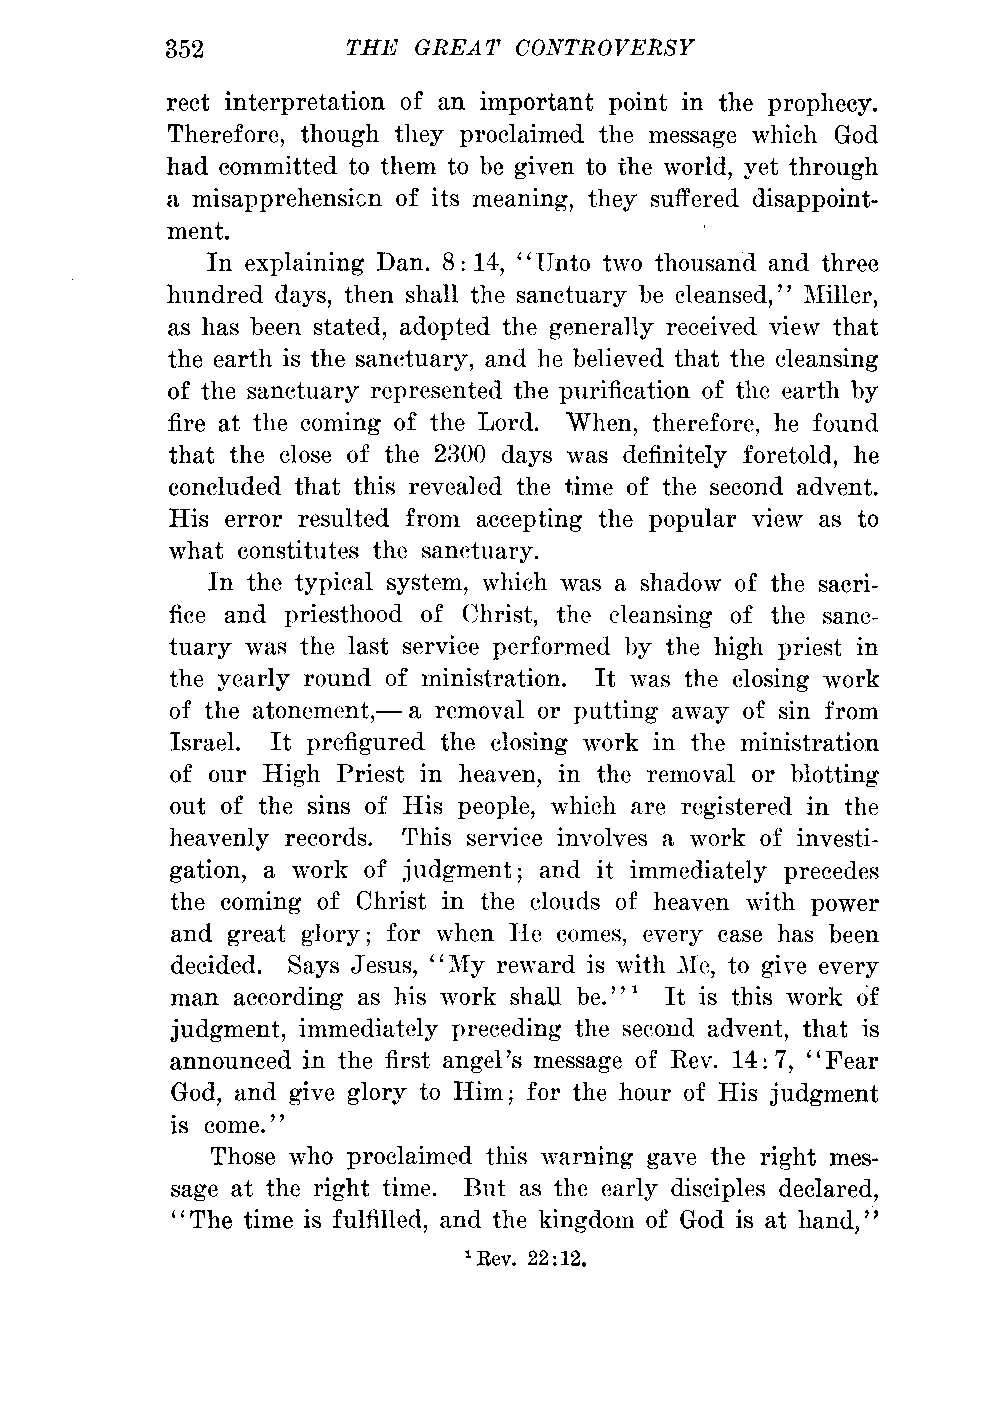 352 THE GREAT CONTROVERSY
rect interpretation of an important point in the prophecy.
Therefore, though they proclaimed the message which God
had committed to them to be given to the world, yet through
a misapprehension of its meaning, they suffered disappoint-
ment.
In explaining Dan. 8:14, "Unto two thousand and three
hundred days, then shall the sanctuary be cleansed," Miller,
as has been stated, adopted the generally received view that
the earth is the sanctuary, and he believed that the cleansing
of the sanctuary represented the purification of the earth by
fire at the coming of the Lord. When, therefore, he found
that the close of the 2300 days was definitely foretold, he
concluded that this revealed the time of the second advent.
His error resulted from accepting the popular view as to
what constitutes the sanctuary.
In the typical system, which was a shadow of the sacri-
fice and priesthood of Christ, the cleansing of the sanc-
tuary was the last service performed by the high priest in
the yearly round of ministration. It was the closing work
of the atonement,— a removal or putting away of sin from
Israel. It prefigured the closing work in the ministration
of our High Priest in heaven, in the removal or blotting
out of the sins of His people, which are registered in the
heavenly records. This service involves a work of investi-
gation, a work of judgment; and it immediately precedes
the coming of Christ in the clouds of heaven with power
and great glory; for when He comes, every case has been
decided. Says Jesus, "My reward is with Me, to give every
man according as his work shall be."¹ It is this work of
judgment, immediately preceding the second advent, that is
announced in the first angel's message of Rev. 14:7, "Fear
God, and give glory to Him; for the hour of His judgment
is come."
Those who proclaimed this warning gave the right mes-
sage at the right time. But as the early disciples declared,
"The time is fulfilled, and the kingdom of God is at hand,"
¹ Rev. 22:12.